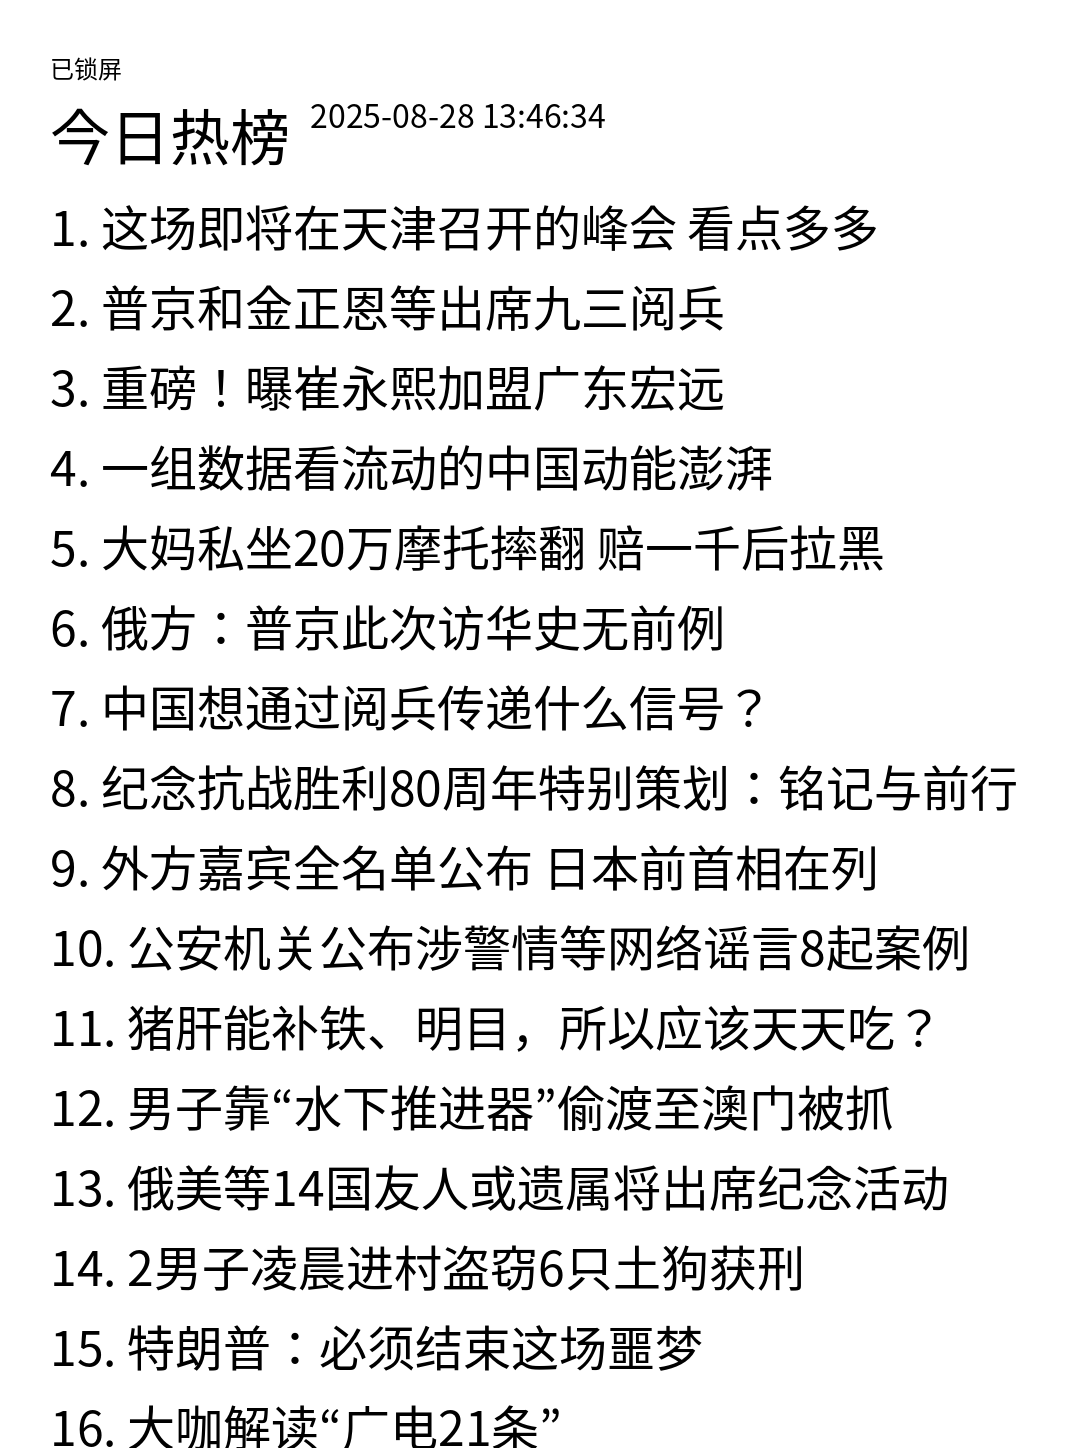 已锁屏
今日热榜 2025-08-28 13:46:34
1. 这场即将在天津召开的峰会 看点多多
2. 普京和金正恩等出席九三阅兵
3. 重磅！曝崔永熙加盟广东宏远
4. 一组数据看流动的中国动能澎湃
5. 大妈私坐20万摩托摔翻 赔一千后拉黑
6. 俄方：普京此次访华史无前例
7. 中国想通过阅兵传递什么信号？
8. 纪念抗战胜利80周年特别策划：铭记与前行
9. 外方嘉宾全名单公布 日本前首相在列
10. 公安机关公布涉警情等网络谣言8起案例
11. 猪肝能补铁、明目，所以应该天天吃？
12. 男子靠“水下推进器”偷渡至澳门被抓
13. 俄美等14国友人或遗属将出席纪念活动
14. 2男子凌晨进村盗窃6只土狗获刑
15. 特朗普：必须结束这场噩梦
16. 大咖解读“广电21条”